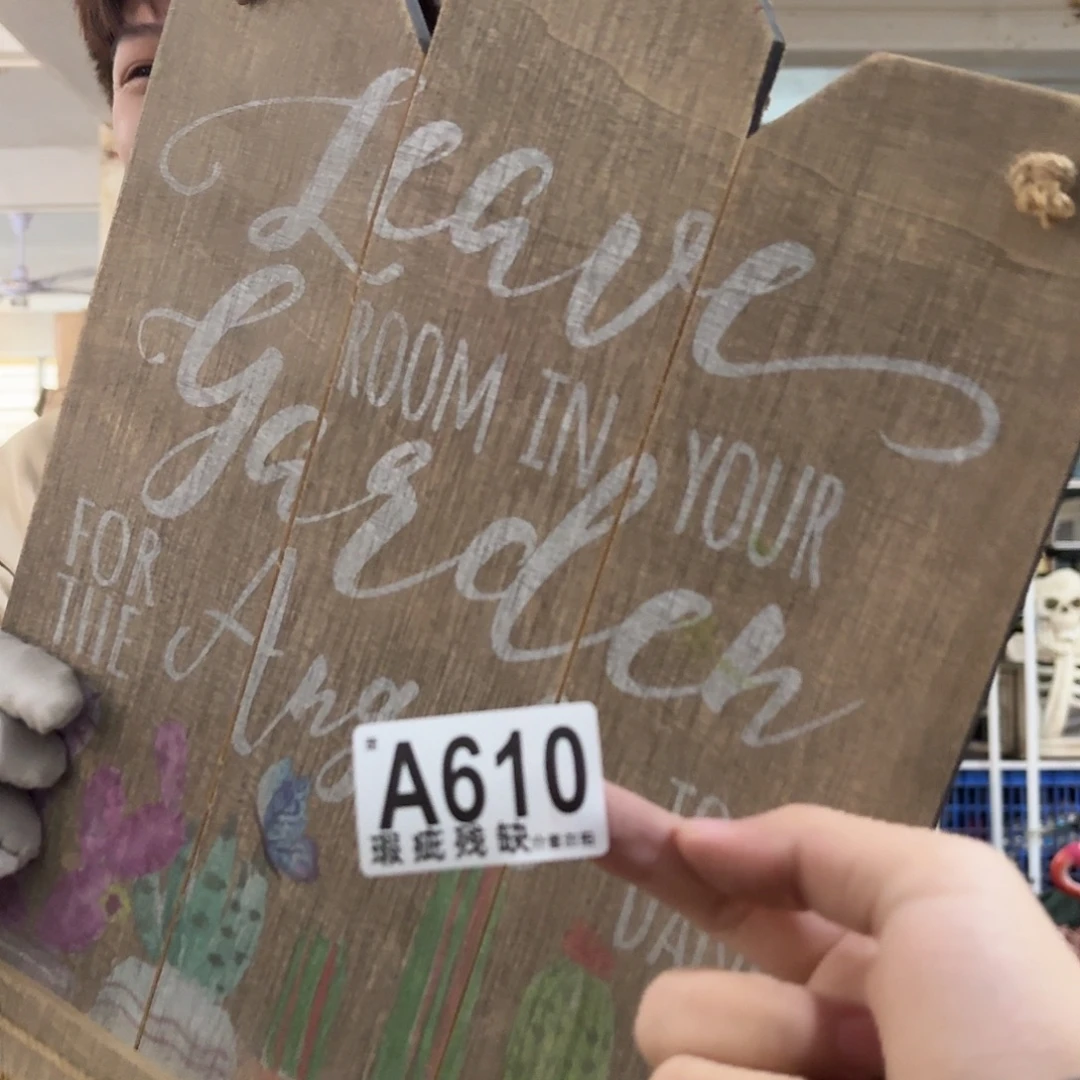 Leave
ROOM IN YOUR
Garden
FOR
THE
A610
瑕疵残缺
TO